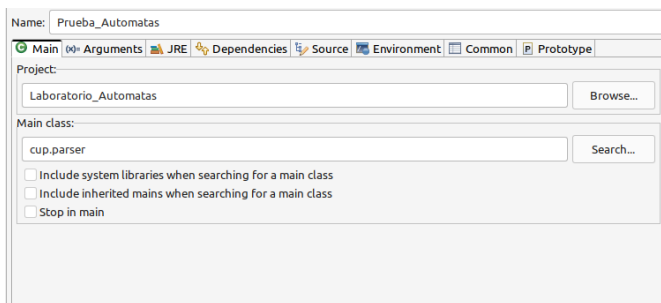 Name: Prueba_Automatas
Main (x)= Arguments JRE Dependencies Source Environment Common Prototype
Project:
Laboratorio_Automatas Browse...
Main class:
cup.parser Search...
Include system libraries when searching for a main class
Include inherited mains when searching for a main class
Stop in main